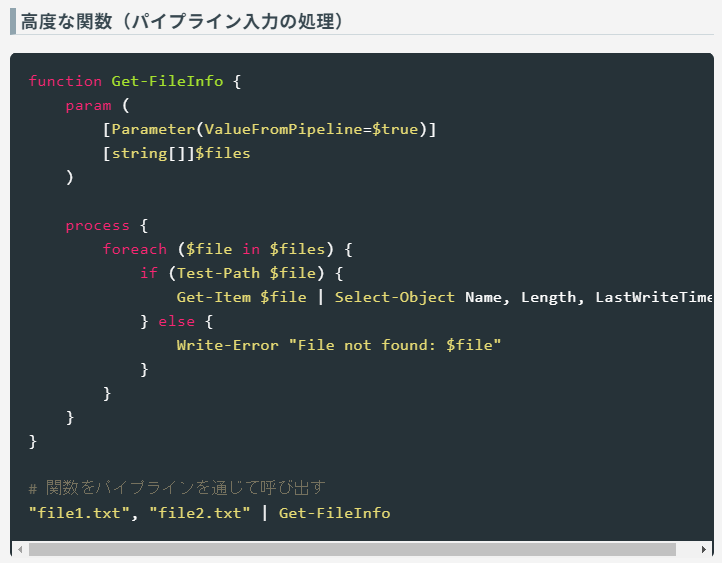 高度な関数（パイプライン入力の処理）
function Get-FileInfo {
    param (
        [Parameter(ValueFromPipeline=$true)]
        [string[]]$files
    )

    process {
        foreach ($file in $files) {
            if (Test-Path $file) {
                Get-Item $file | Select-Object Name, Length, LastWriteTime
            } else {
                Write-Error "File not found: $file"
            }
        }
    }
}

# 関数をパイプラインを通じて呼び出す
"file1.txt", "file2.txt" | Get-FileInfo